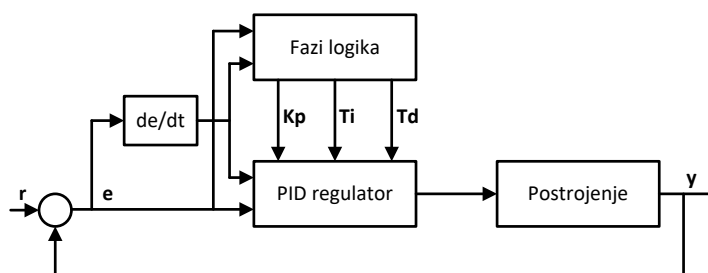 Fazi logika
de/dt
Kp
Ti
Td
r
e
PID regulator
Postrojenje
y